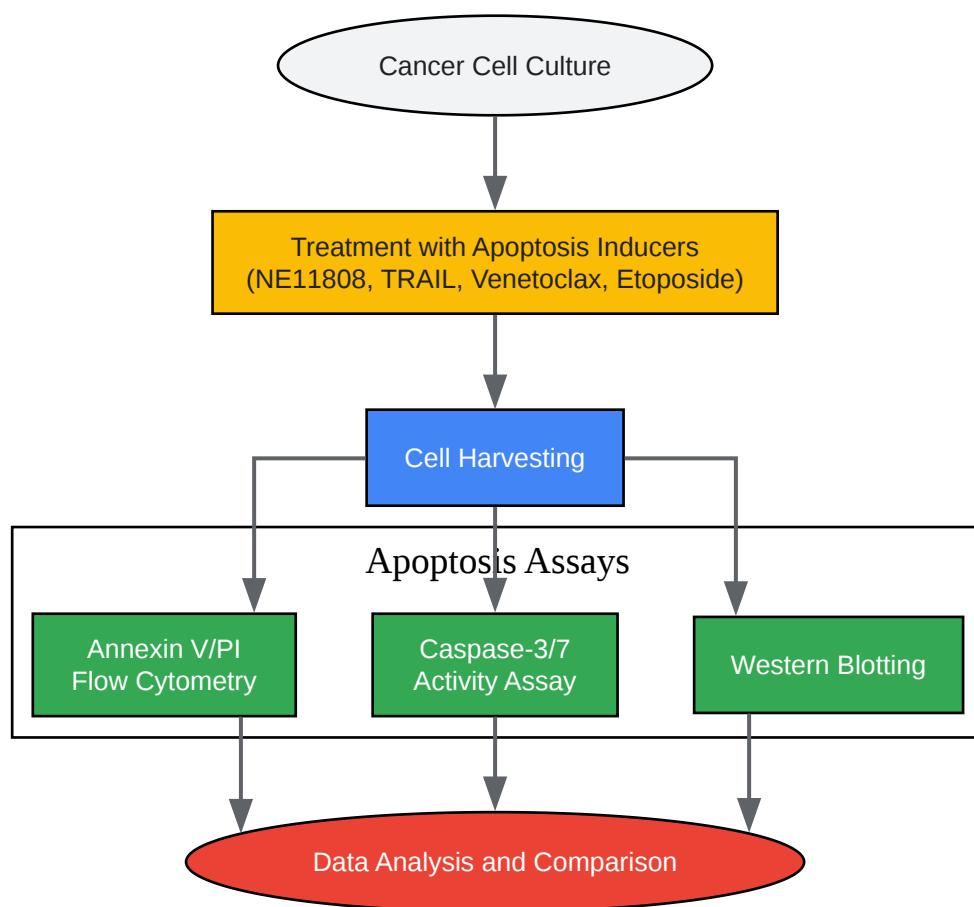 Cancer Cell Culture
Treatment with Apoptosis Inducers
(NE11808, TRAIL, Venetoclax, Etoposide)
Cell Harvesting
Apoptosis Assays
Annexin V/PI
Flow Cytometry
Caspase-3/7
Activity Assay
Western Blotting
Data Analysis and Comparison